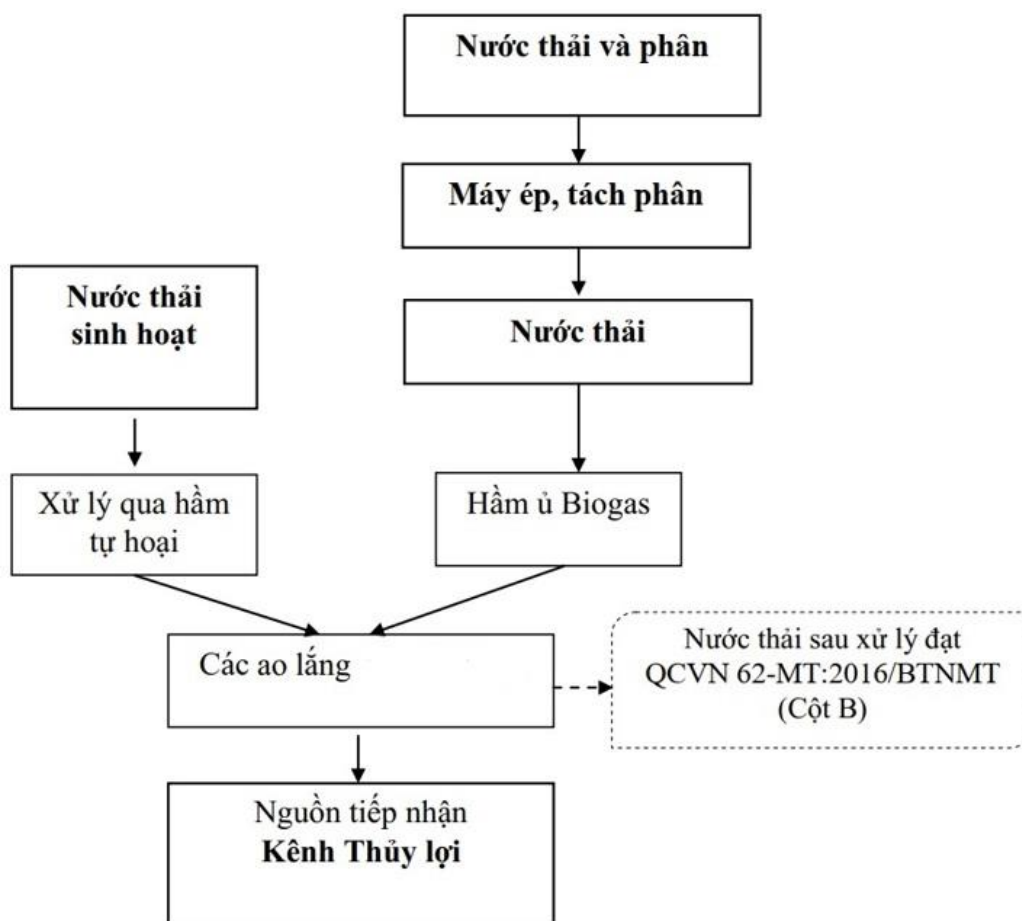 Nước thải và phân
Máy ép, tách phân
Nước thải
sinh hoạt
Nước thải
Xử lý qua hầm
tự hoại
Hầm ủ Biogas
Các ao lắng
Nước thải sau xử lý đạt
QCVN 62-MT:2016/BTNMT
(Cột B)
Nguồn tiếp nhận
Kênh Thủy lợi